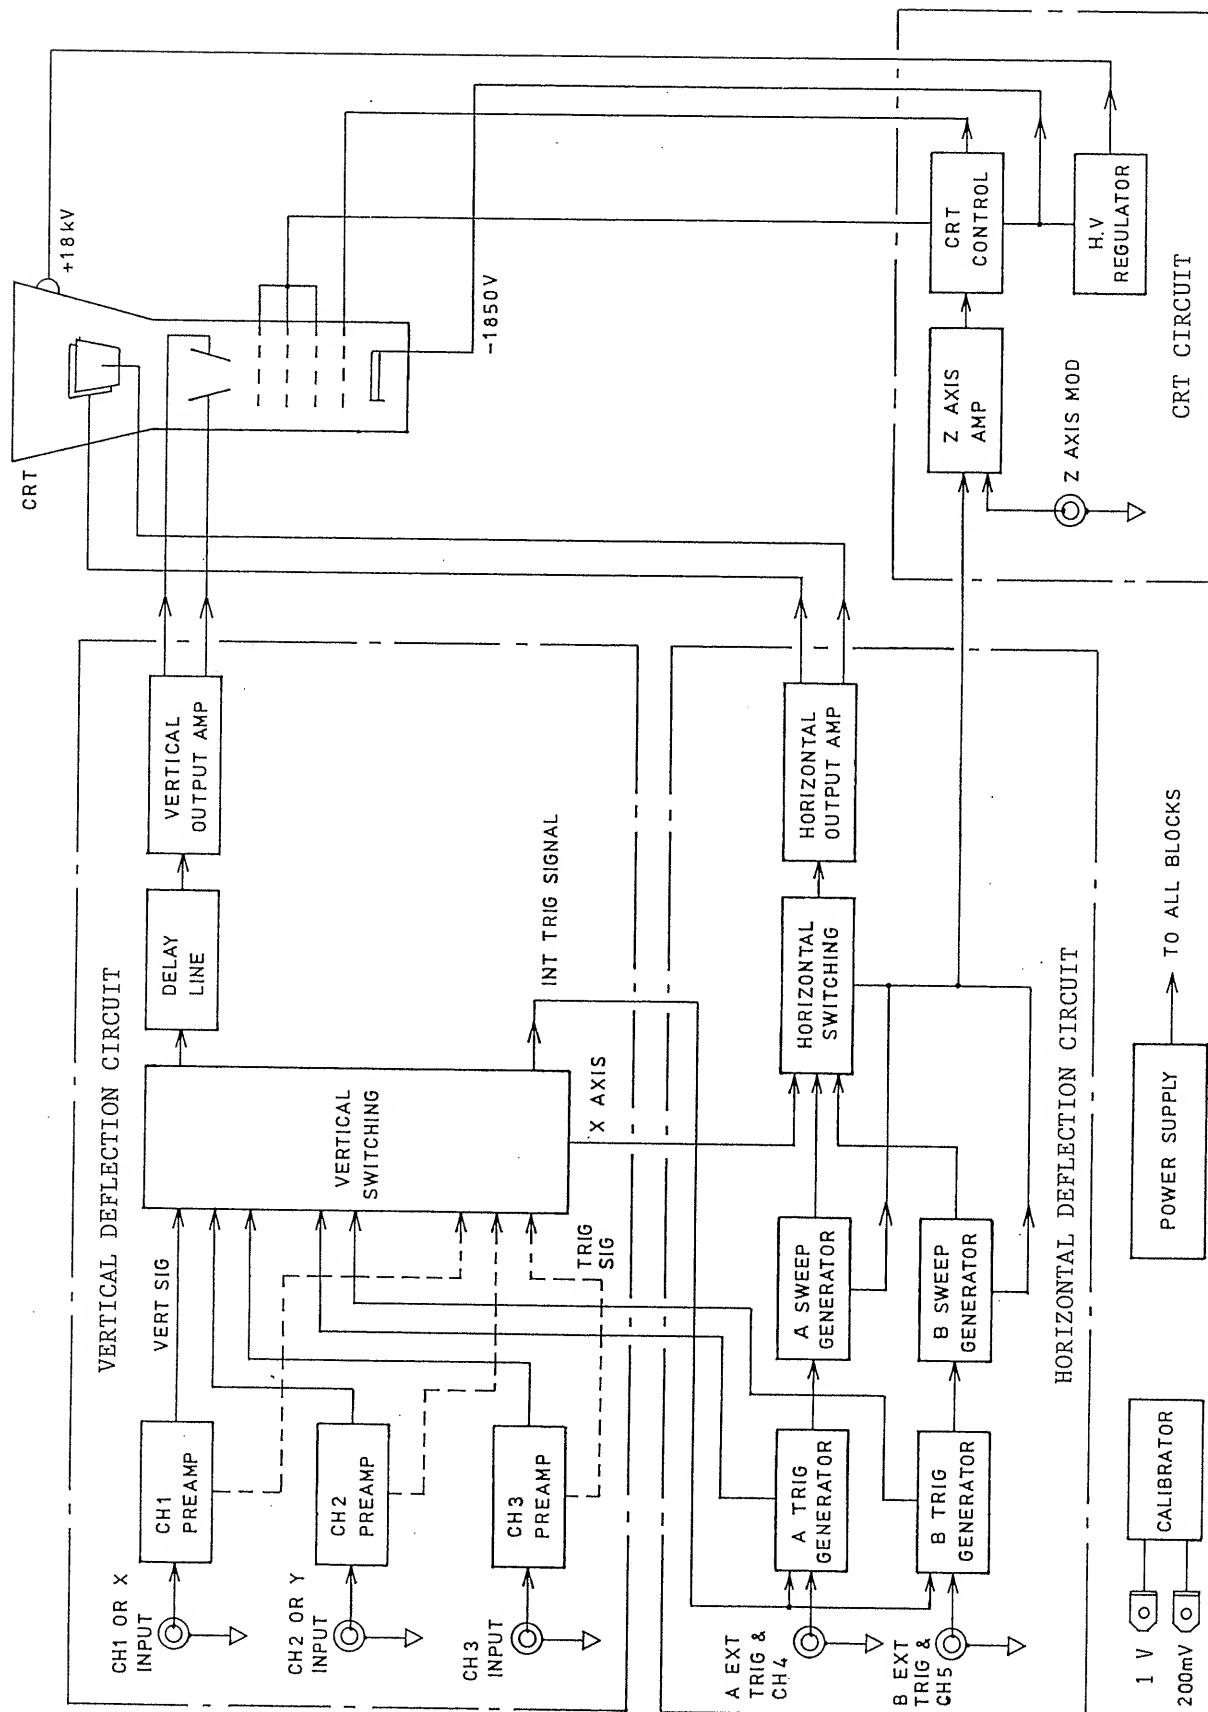 VERTICAL DEFLECTION CIRCUIT
CH1 OR X
INPUT
CH1
PREAMP
VERT SIG
CH2 OR Y
INPUT
CH2
PREAMP
CH3
INPUT
CH3
PREAMP
TRIG
SIG
VERTICAL
SWITCHING
DELAY
LINE
VERTICAL
OUTPUT AMP
INT TRIG SIGNAL
X AXIS
CRT
+18kV
-1850V
A EXT
TRIG &
CH4
A TRIG
GENERATOR
A SWEEP
GENERATOR
HORIZONTAL
SWITCHING
HORIZONTAL
OUTPUT AMP
B EXT
TRIG &
CH5
B TRIG
GENERATOR
B SWEEP
GENERATOR
HORIZONTAL DEFLECTION CIRCUIT
Z AXIS
AMP
CRT
CONTROL
Z AXIS MOD
H.V
REGULATOR
CRT CIRCUIT
1 V
200mV
CALIBRATOR
POWER SUPPLY
TO ALL BLOCKS